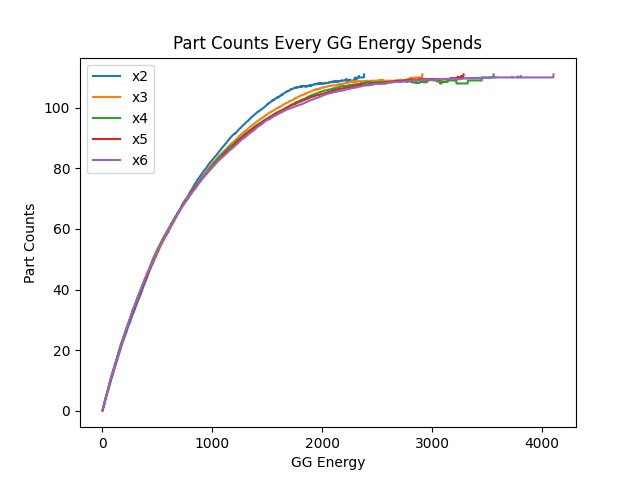 Part Counts Every GG Energy Spends
x2
x3
x4
x5
x6
Part Counts
100
80
60
40
20
0
0 1000 2000 3000 4000
GG Energy